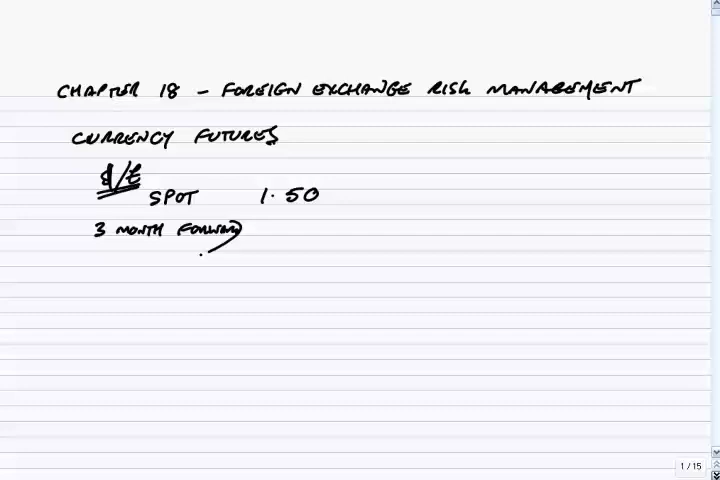 CHAPTER 18 - FOREIGN EXCHANGE RISK MANAGEMENT
CURRENCY FUTURES
$/£
SPOT 1.50
3 MONTH FORWARD
1 / 15